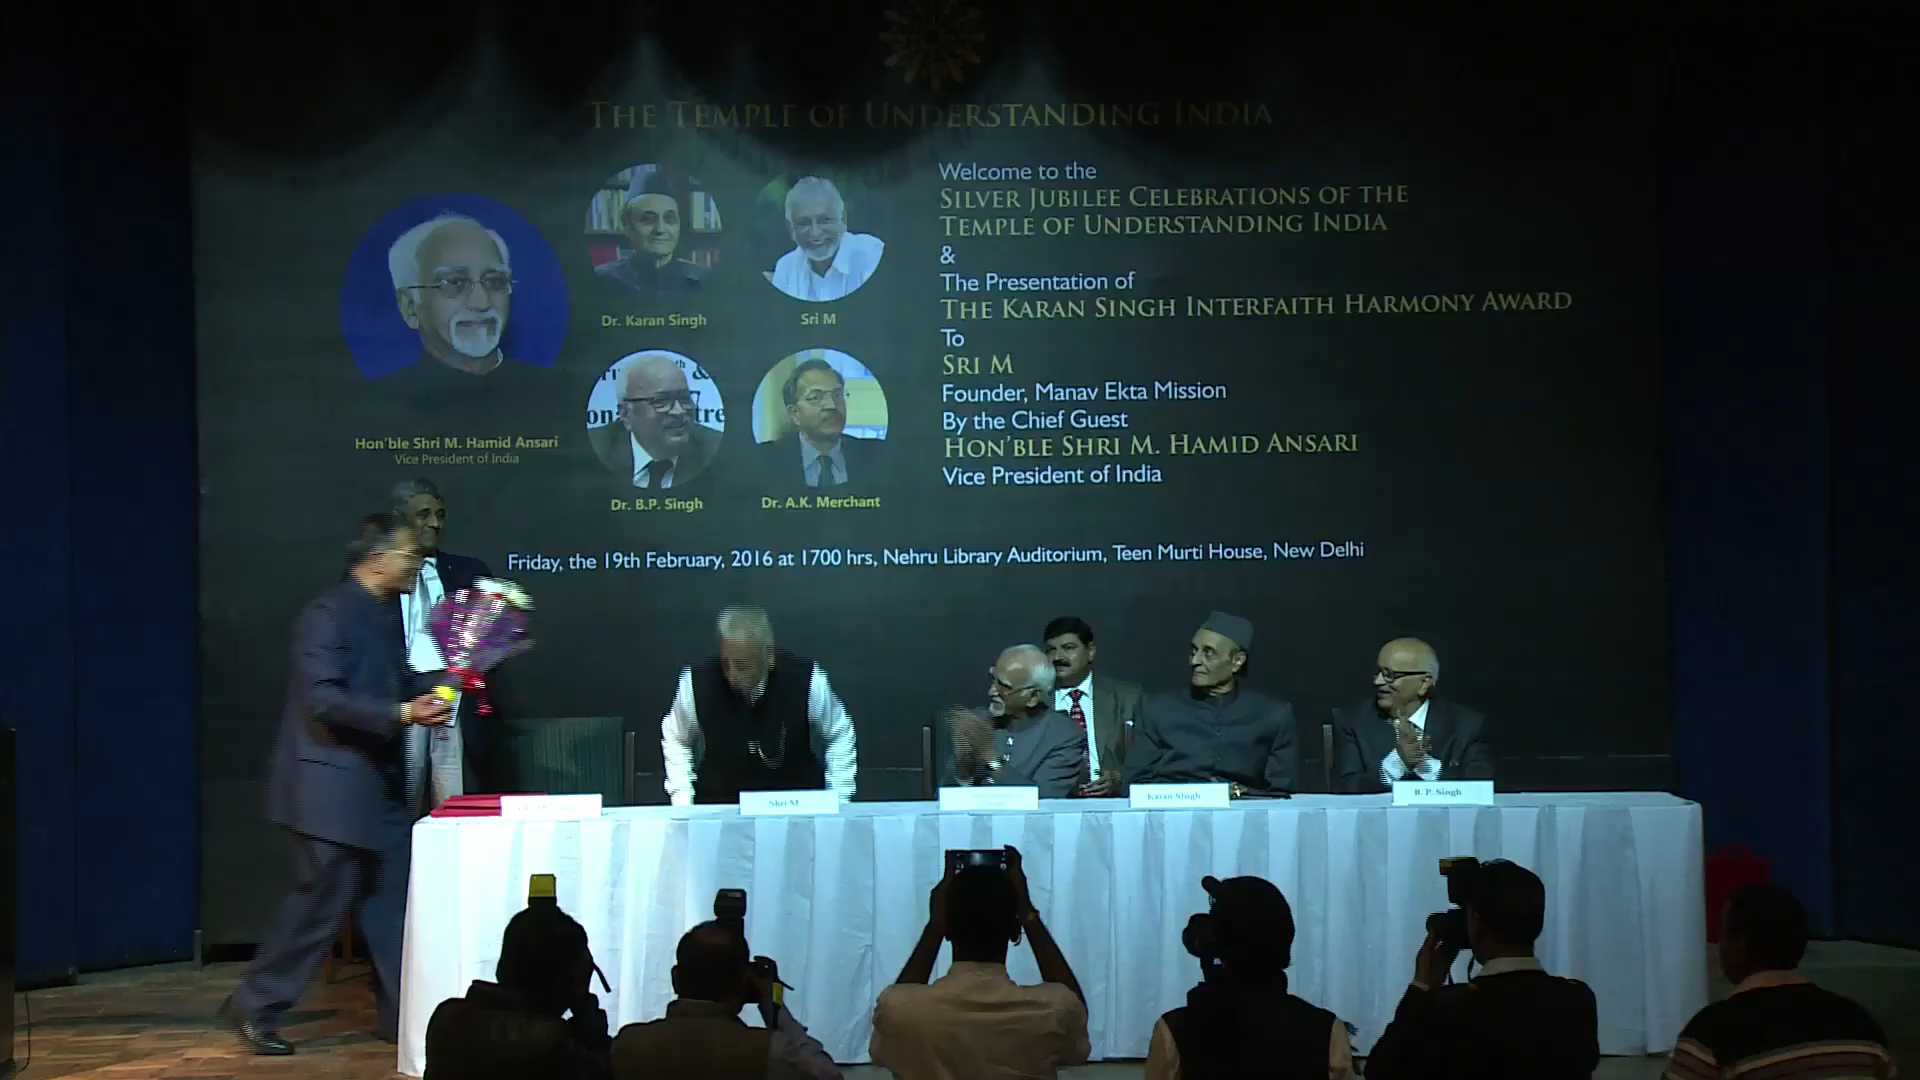 THE TEMPLE OF UNDERSTANDING INDIA
Welcome to the
SILVER JUBILEE CELEBRATIONS OF THE
TEMPLE OF UNDERSTANDING INDIA
&
The Presentation of
THE KARAN SINGH INTERFAITH HARMONY AWARD
To
SRI M
Founder, Manav Ekta Mission
By the Chief Guest
HON'BLE SHRI M. HAMID ANSARI
Vice President of India
Hon'ble Shri M. Hamid Ansari
Vice President of India
Dr. Karan Singh
Sri M
Dr. B.P. Singh
Dr. A.K. Merchant
Friday, the 19th February, 2016 at 1700 hrs, Nehru Library Auditorium, Teen Murti House, New Delhi
Shri M
Karan Singh
B. P. Singh